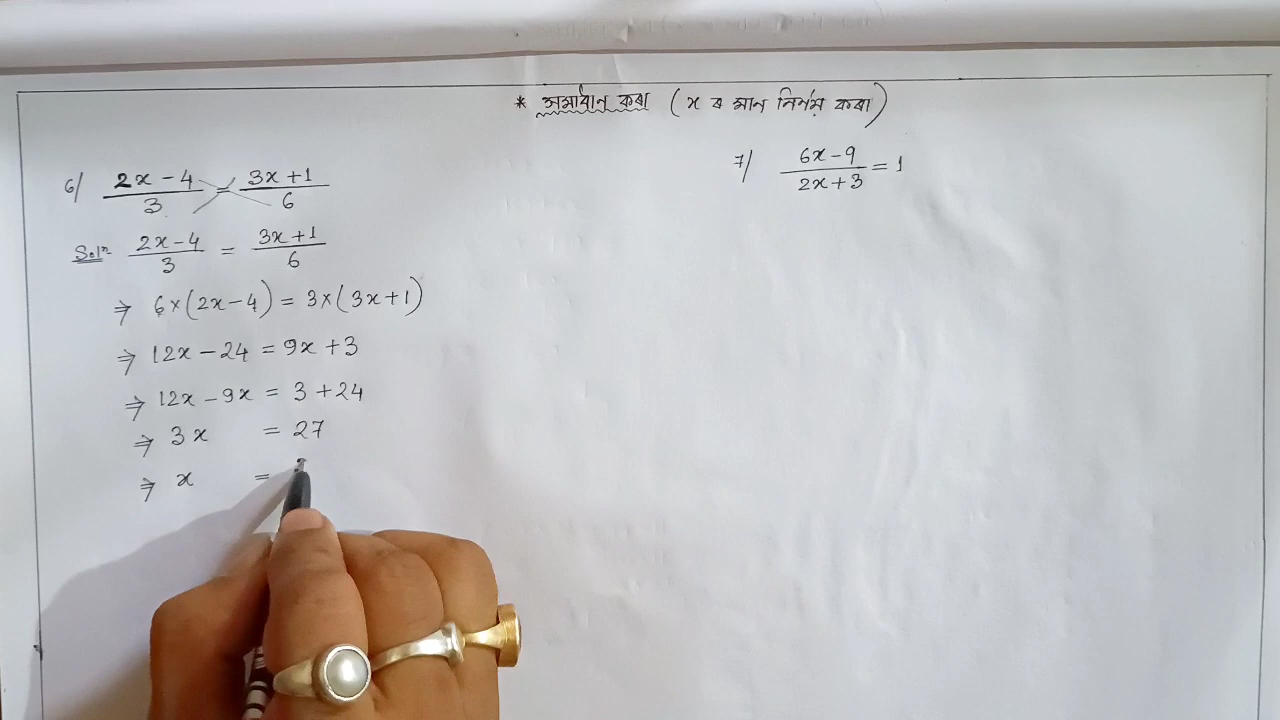 * সমাধান কৰা (x ৰ মান নিৰ্ণয় কৰা)
6/ (2x - 4)/3 = (3x + 1)/6
Solⁿ (2x - 4)/3 = (3x + 1)/6
⇒ 6 × (2x - 4) = 3 × (3x + 1)
⇒ 12x - 24 = 9x + 3
⇒ 12x - 9x = 3 + 24
⇒ 3x = 27
⇒ x =
7/ (6x - 9)/(2x + 3) = 1